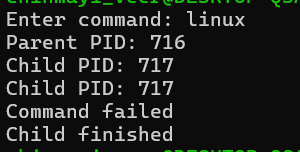 Enter command: linux
Parent PID: 716
Child PID: 717
Child PID: 717
Command failed
Child finished